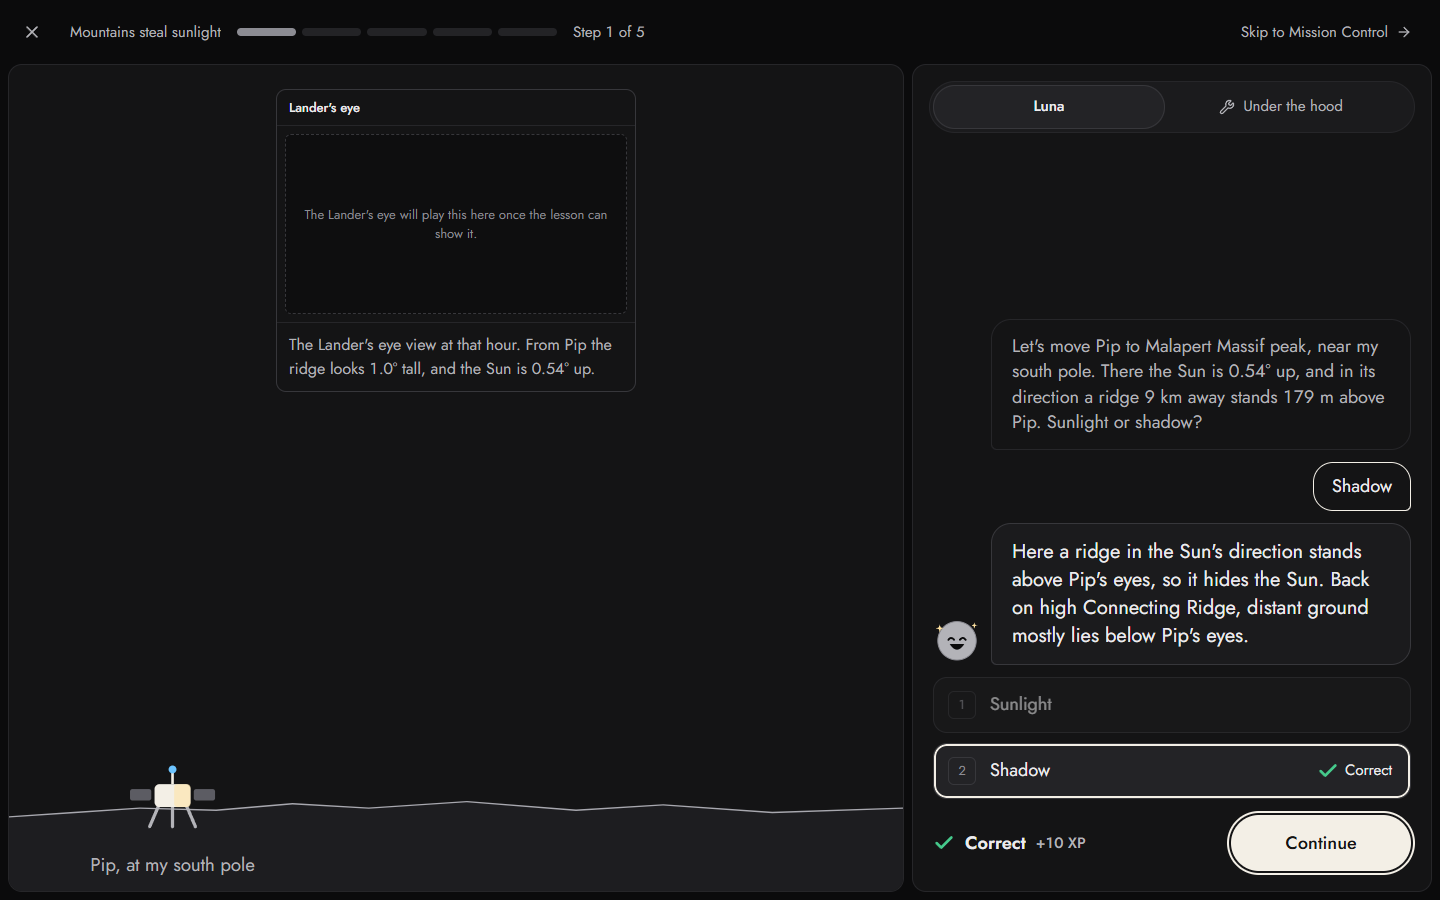 Mountains steal sunlight
Step 1 of 5
Skip to Mission Control
Lander's eye
The Lander's eye will play this here once the lesson can
show it.
The Lander's eye view at that hour. From Pip the
ridge looks 1.0° tall, and the Sun is 0.54° up.
Pip, at my south pole
Luna
Under the hood
Let's move Pip to Malapert Massif peak, near my
south pole. There the Sun is 0.54° up, and in its
direction a ridge 9 km away stands 179 m above
Pip. Sunlight or shadow?
Shadow
Here a ridge in the Sun's direction stands
above Pip's eyes, so it hides the Sun. Back
on high Connecting Ridge, distant ground
mostly lies below Pip's eyes.
1 Sunlight
2 Shadow Correct
Correct +10 XP
Continue